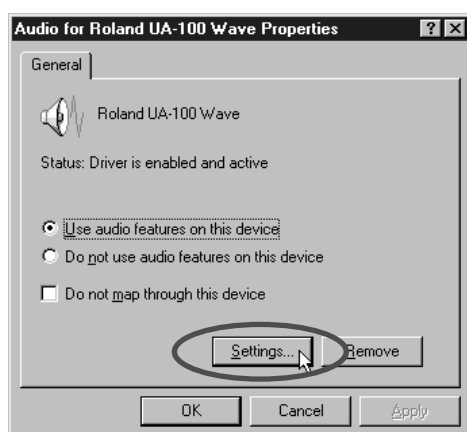 Audio for Roland UA-100 Wave Properties
General
Roland UA-100 Wave
Status: Driver is enabled and active
Use audio features on this device
Do not use audio features on this device
Do not map through this device
Settings... Remove
OK Cancel Apply